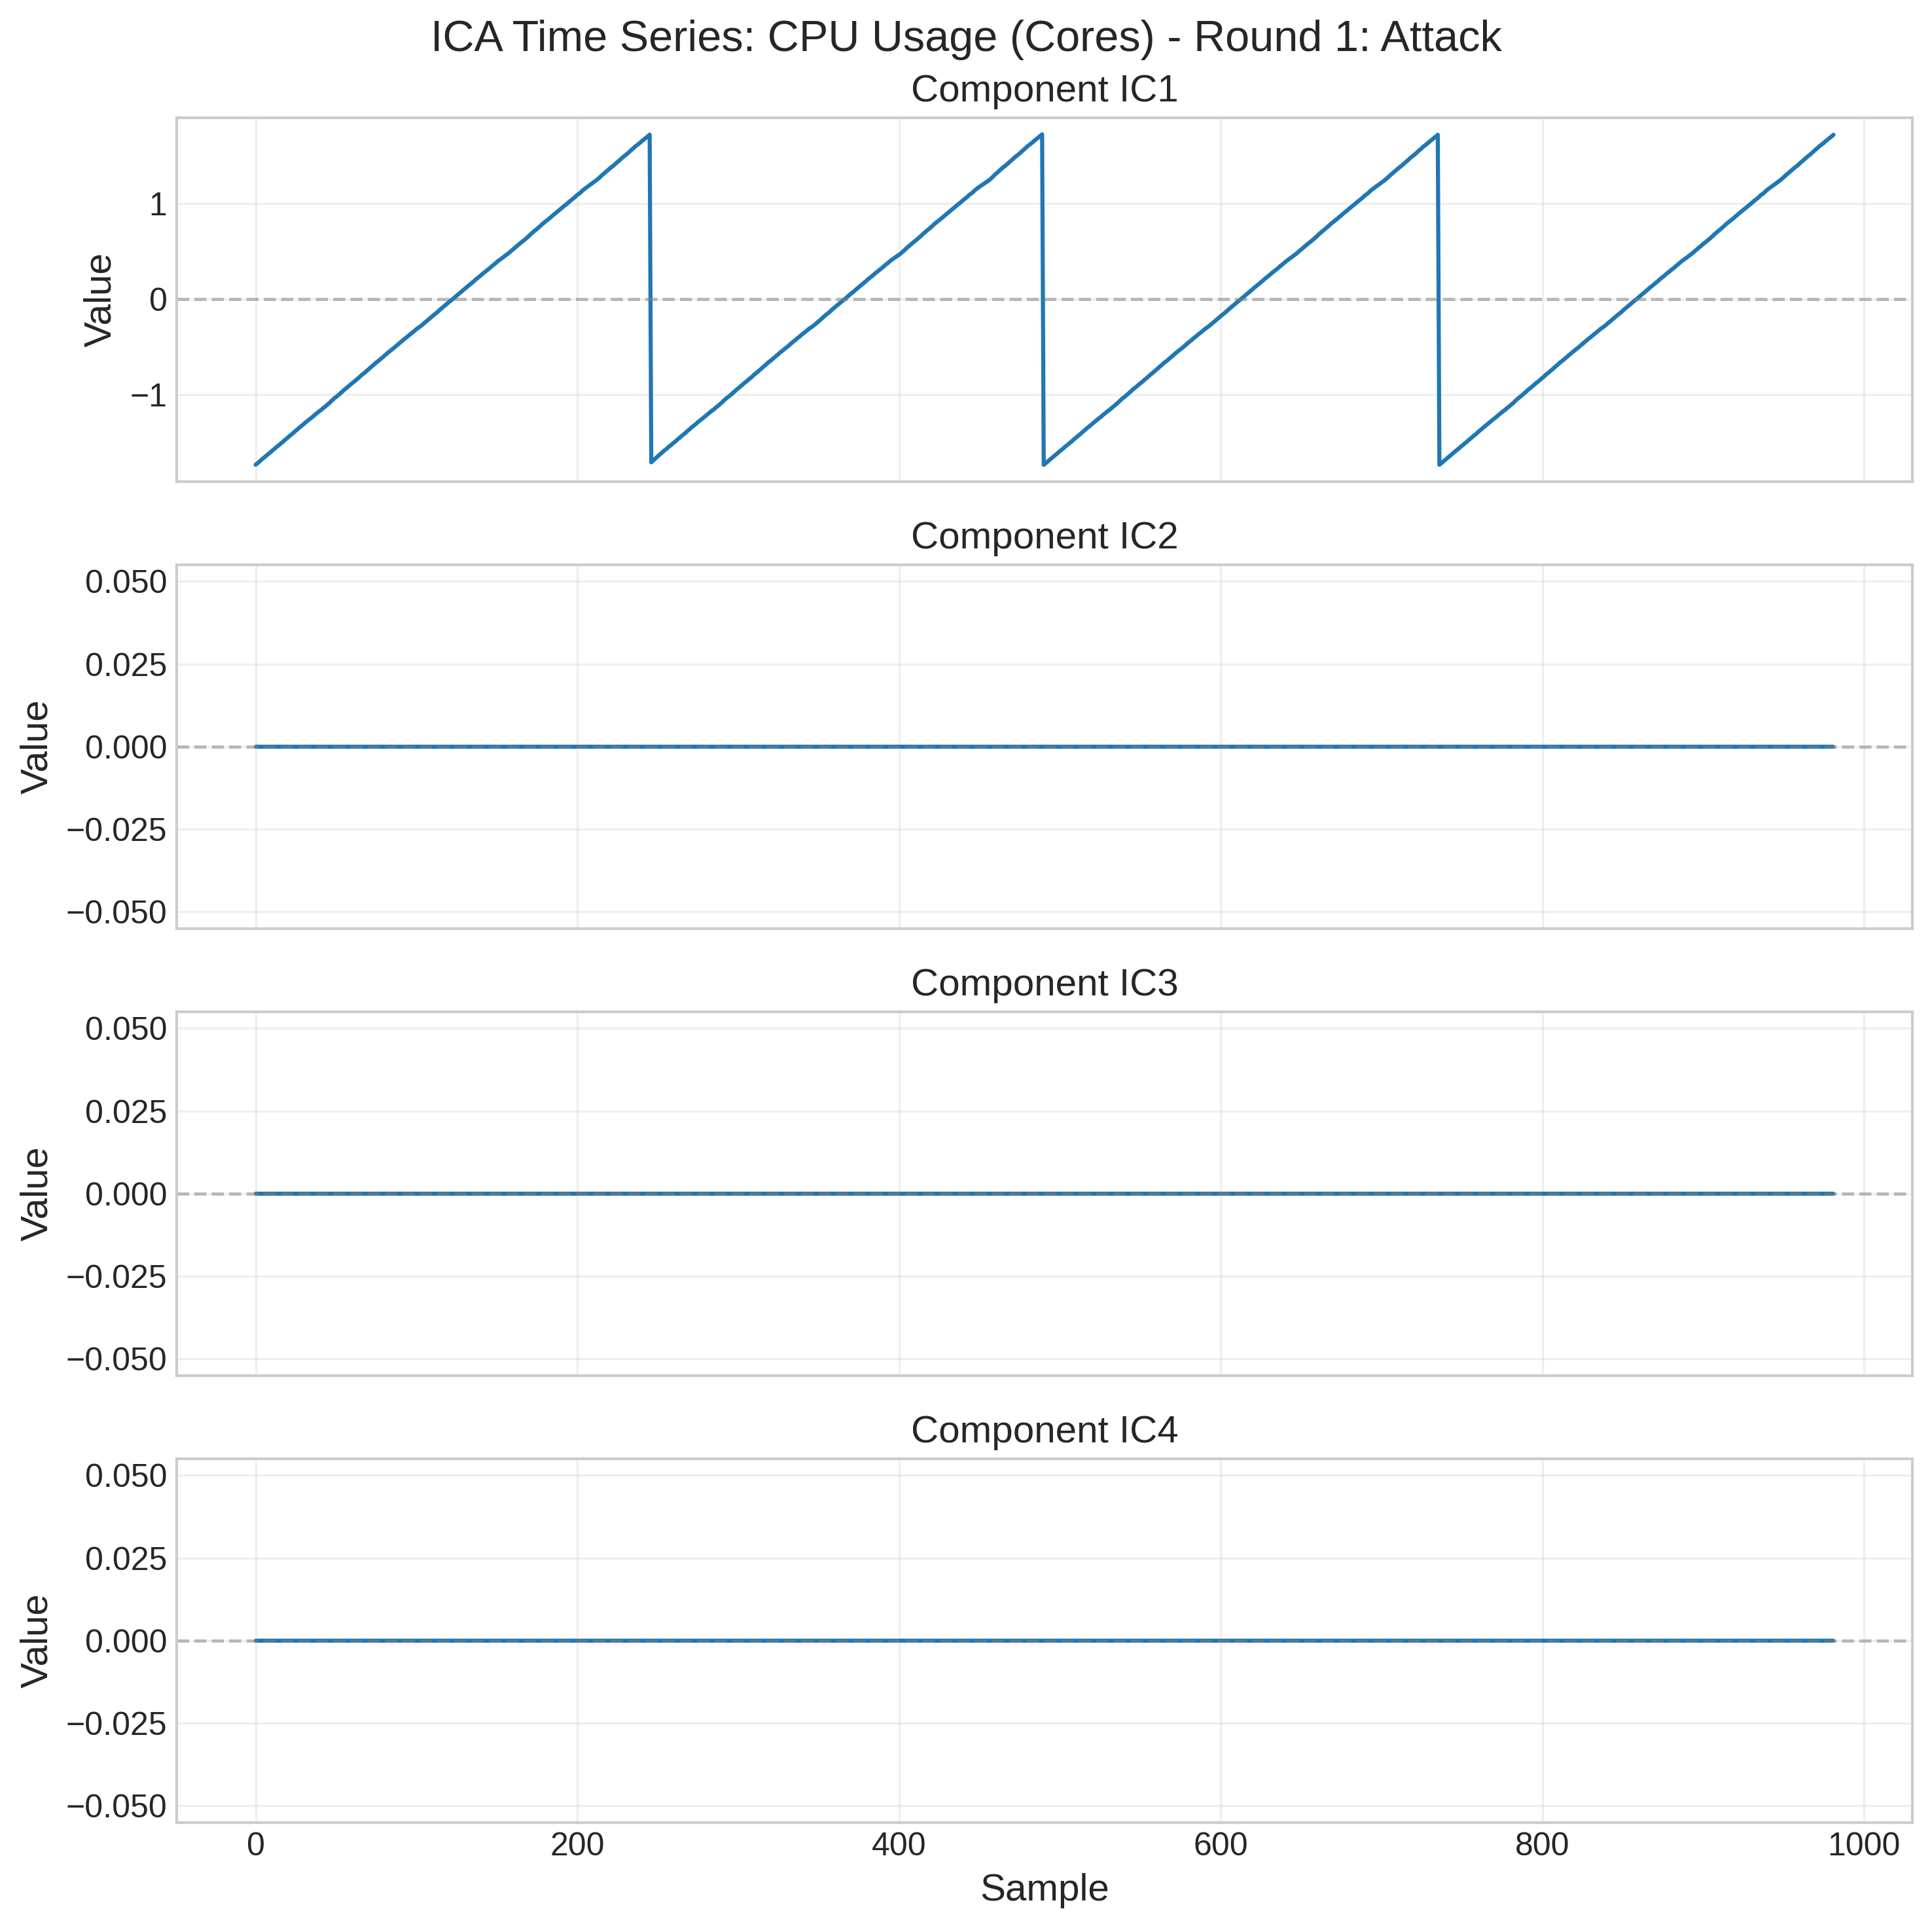 ICA Time Series: CPU Usage (Cores) - Round 1: Attack
Component IC1
1
0
−1
Value
Component IC2
0.050
0.025
0.000
−0.025
−0.050
Value
Component IC3
0.050
0.025
0.000
−0.025
−0.050
Value
Component IC4
0.050
0.025
0.000
−0.025
−0.050
Value
0 200 400 600 800 1000
Sample